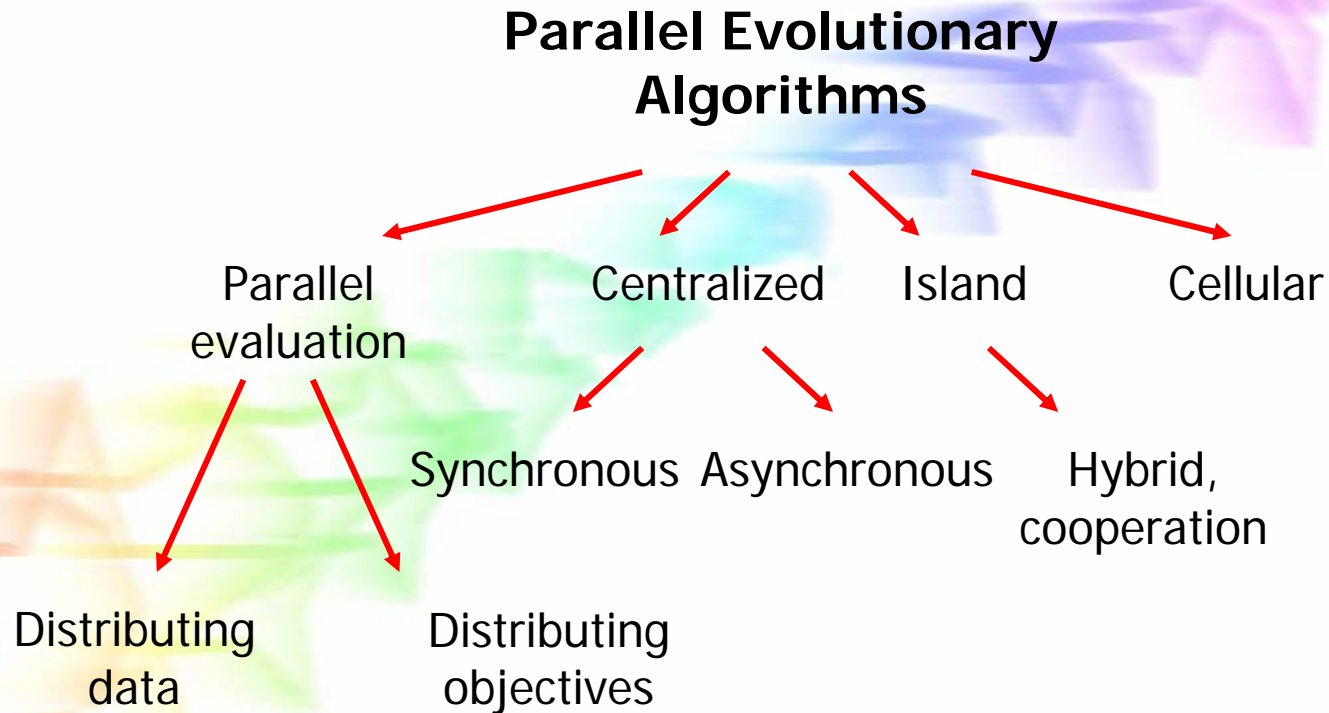 Parallel Evolutionary
Algorithms
Parallel
evaluation
Centralized
Island
Cellular
Synchronous
Asynchronous
Hybrid,
cooperation
Distributing
data
Distributing
objectives